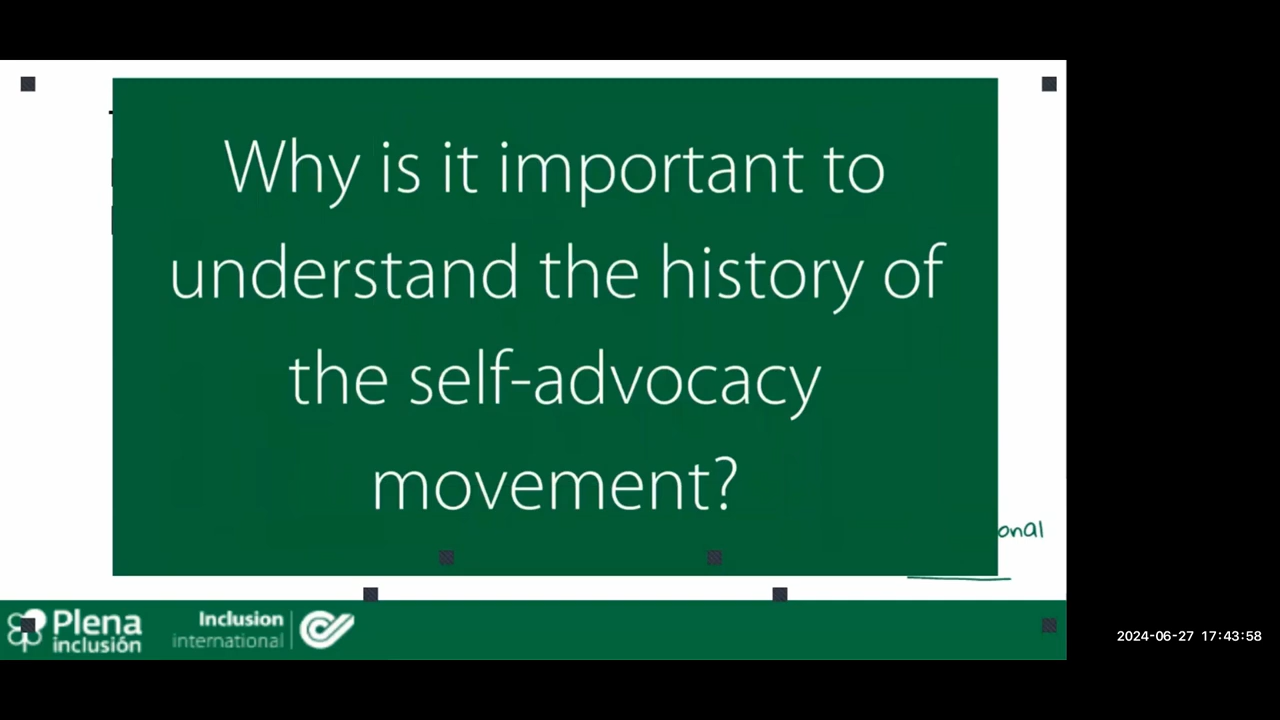 Why is it important to
understand the history of
the self-advocacy
movement?
onal
Plena
inclusión
Inclusion
international
2024-06-27 17:43:58